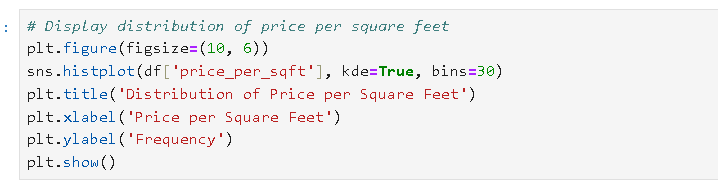 : # Display distribution of price per square feet
plt.figure(figsize=(10, 6))
sns.histplot(df['price_per_sqft'], kde=True, bins=30)
plt.title('Distribution of Price per Square Feet')
plt.xlabel('Price per Square Feet')
plt.ylabel('Frequency')
plt.show()